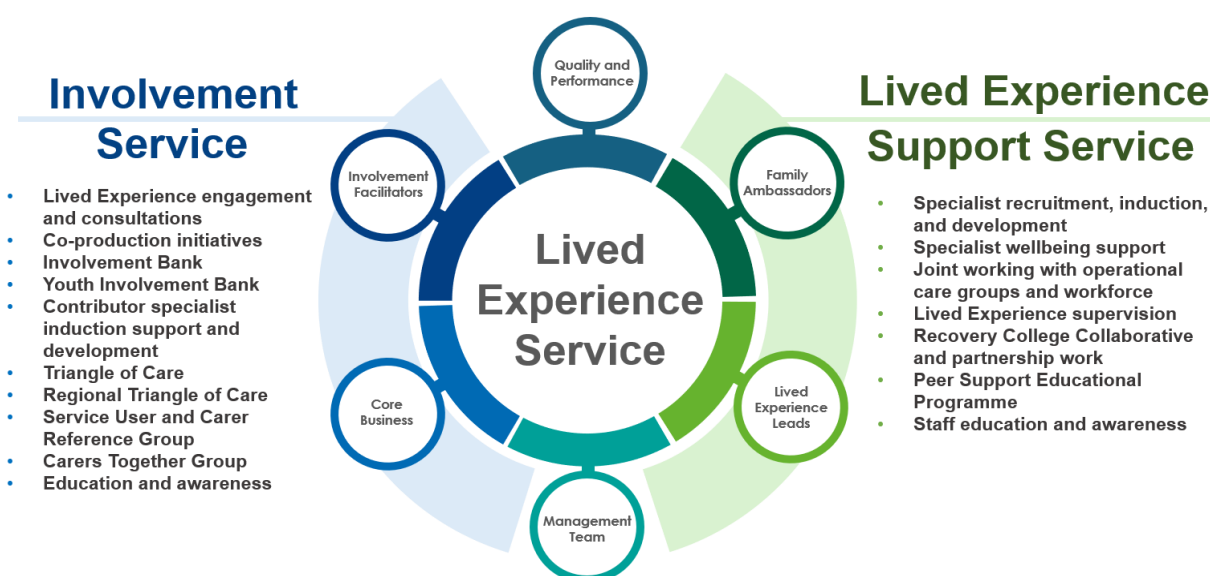 Involvement
Service
• Lived Experience engagement
and consultations
• Co-production initiatives
• Involvement Bank
• Youth Involvement Bank
• Contributor specialist
induction support and
development
• Triangle of Care
• Regional Triangle of Care
• Service User and Carer
Reference Group
• Carers Together Group
• Education and awareness
Quality and
Performance
Involvement
Facilitators
Family
Ambassadors
Lived
Experience
Service
Core
Business
Lived
Experience
Leads
Management
Team
Lived Experience
Support Service
• Specialist recruitment, induction,
and development
• Specialist wellbeing support
• Joint working with operational
care groups and workforce
• Lived Experience supervision
• Recovery College Collaborative
and partnership work
• Peer Support Educational
Programme
• Staff education and awareness